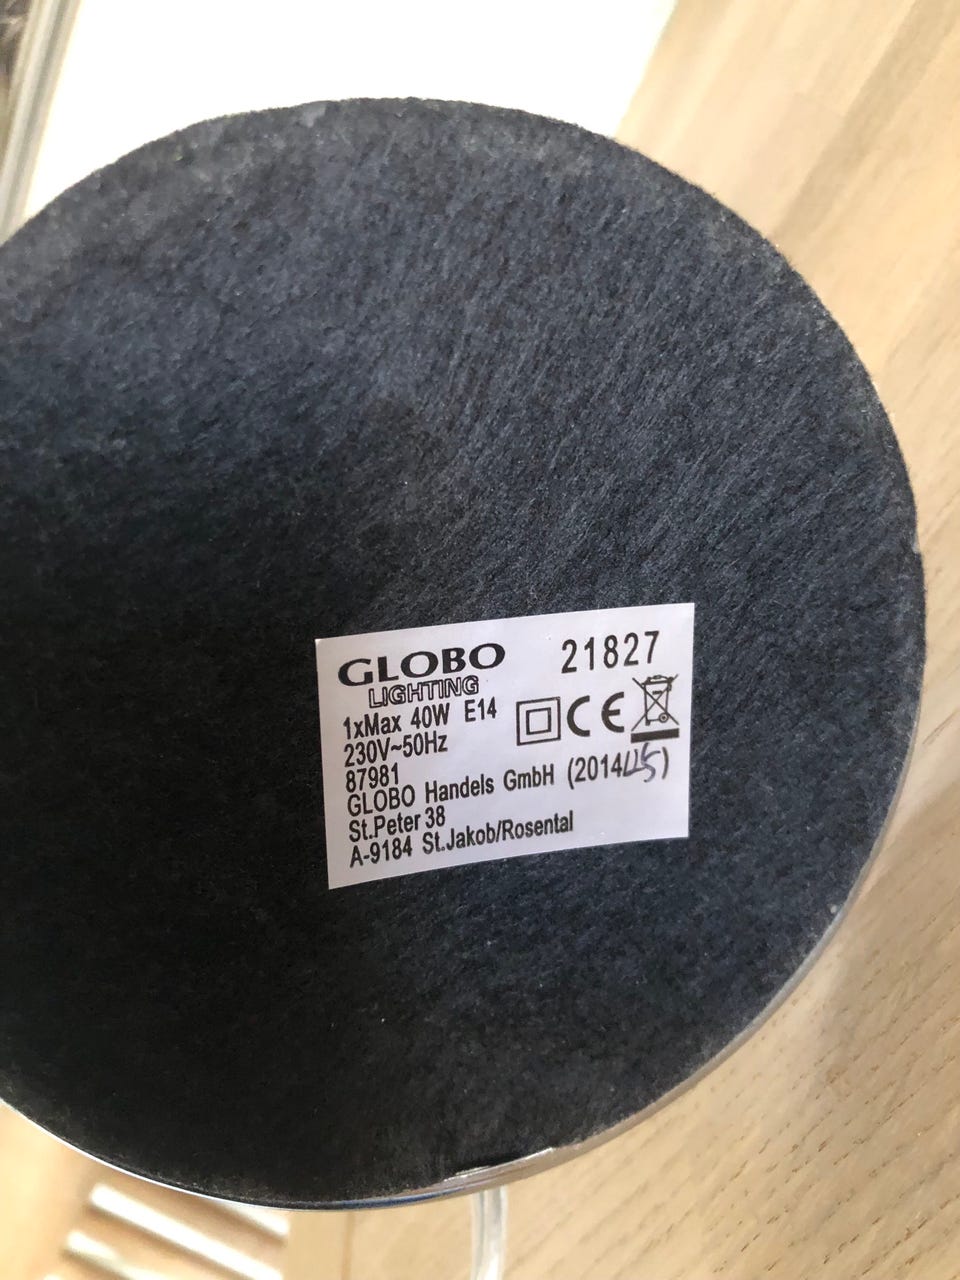 GLOBO 21827
LIGHTING
1xMax 40W E14
230V~50Hz
87981
GLOBO Handels GmbH (2014
St.Peter 38
A-9184 St.Jakob/Rosental